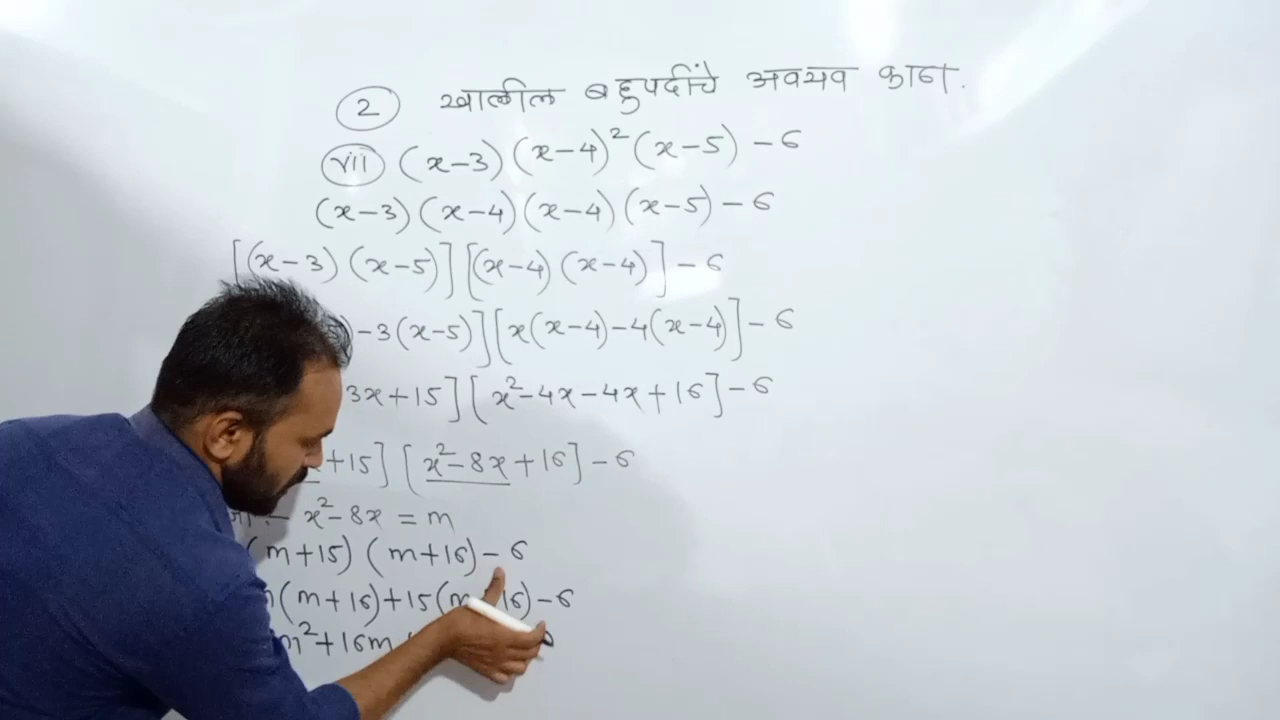 2 खालील बहुपदींचे अवयव काढा.
vii (x-3)(x-4)²(x-5)-6
(x-3)(x-4)(x-4)(x-5)-6
[(x-3)(x-5)][(x-4)(x-4)]-6
)-3(x-5)][x(x-4)-4(x-4)]-6
3x+15][x²-4x-4x+16]-6
+15][x²-8x+16]-6
x²-8x=m
(m+15)(m+16)-6
(m+16)+15(m 16)-6
m²+16m